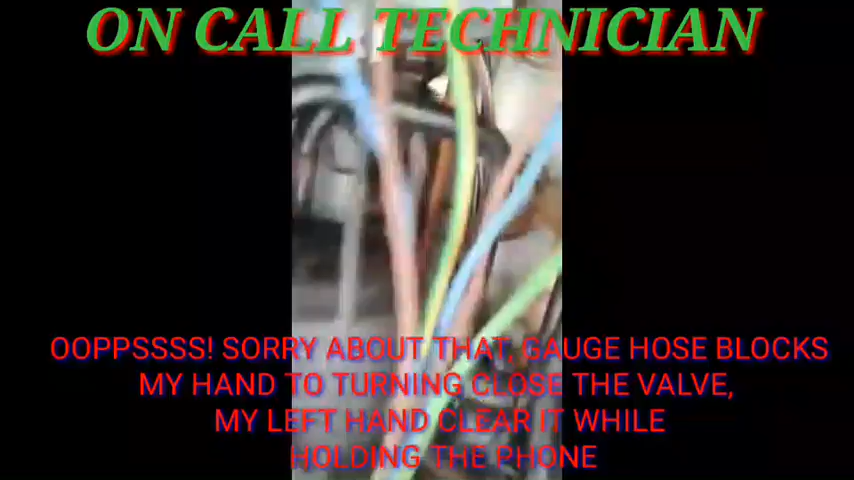 ON CALL TECHNICIAN
OOPPSSSS! SORRY ABOUT THAT, GAUGE HOSE BLOCKS
MY HAND TO TURNING CLOSE THE VALVE,
MY LEFT HAND CLEAR IT WHILE
HOLDING THE PHONE